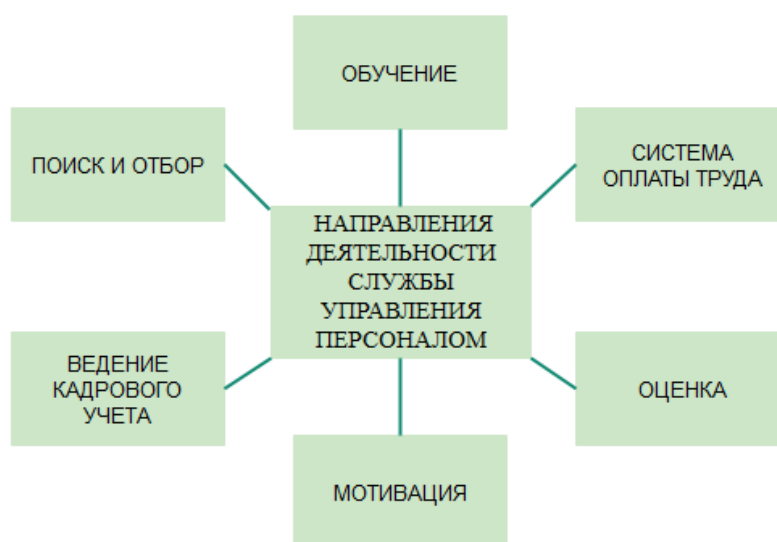 ОБУЧЕНИЕ
ПОИСК И ОТБОР
СИСТЕМА
ОПЛАТЫ ТРУДА
НАПРАВЛЕНИЯ
ДЕЯТЕЛЬНОСТИ
СЛУЖБЫ
УПРАВЛЕНИЯ
ПЕРСОНАЛОМ
ВЕДЕНИЕ
КАДРОВОГО
УЧЕТА
ОЦЕНКА
МОТИВАЦИЯ